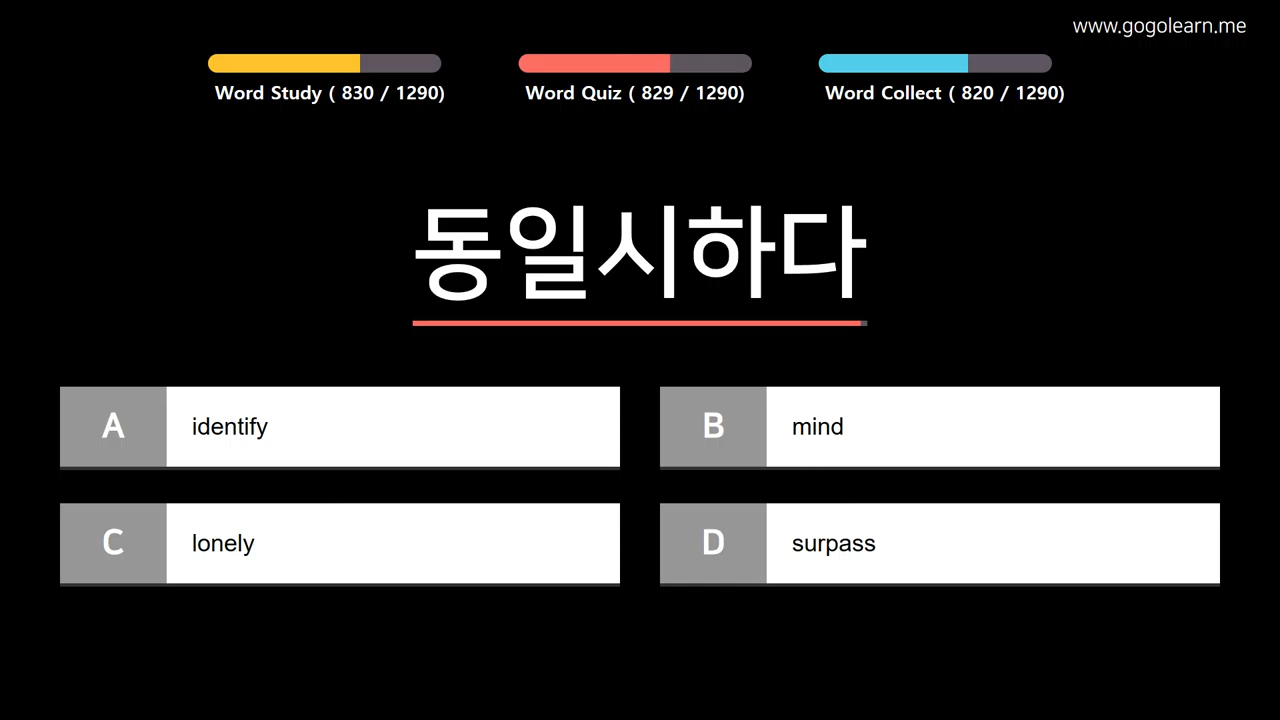 www.gogolearn.me
Word Study ( 830 / 1290)
Word Quiz ( 829 / 1290)
Word Collect ( 820 / 1290)
동일시하다
A identify
B mind
C lonely
D surpass